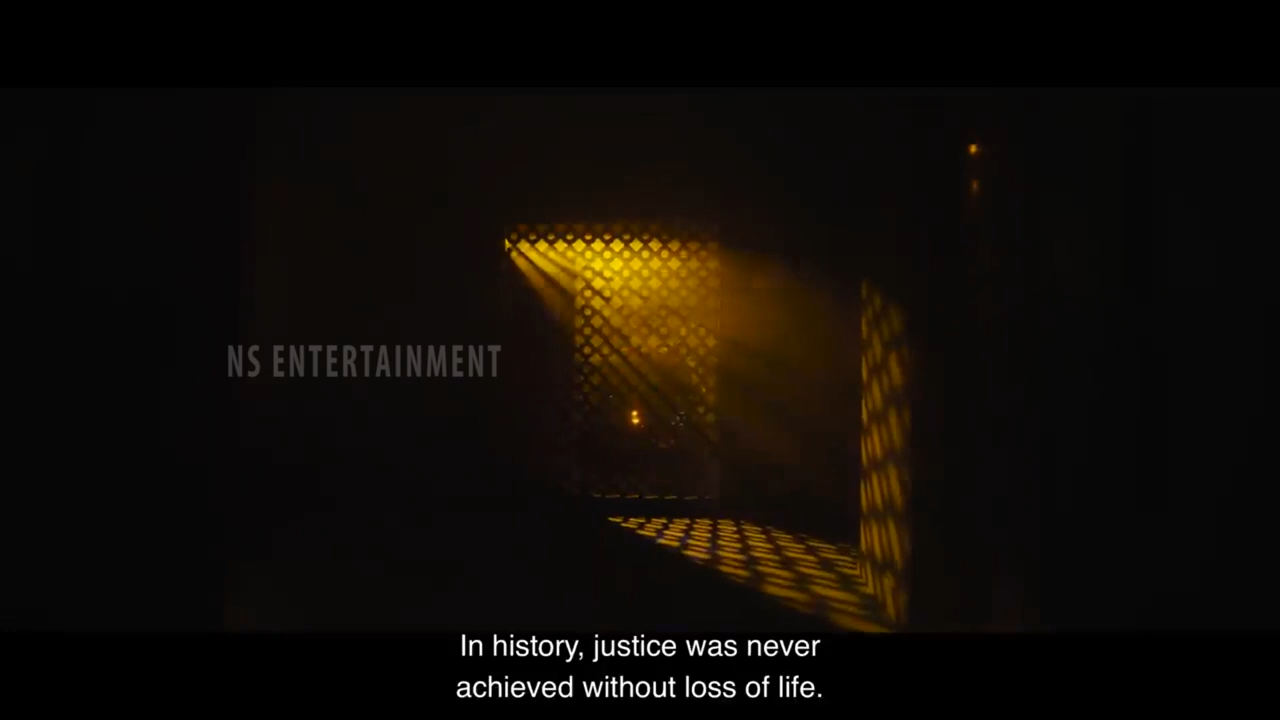 NS ENTERTAINMENT
In history, justice was never
achieved without loss of life.